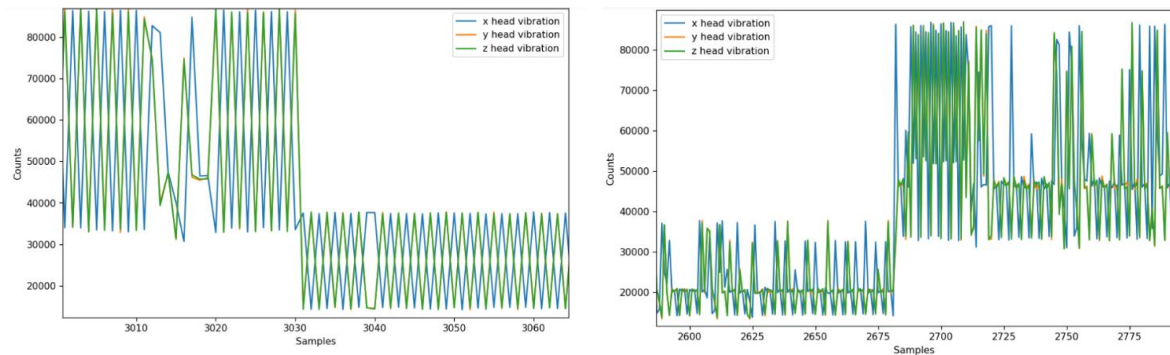 80000
70000
60000
50000
40000
30000
20000
Counts
3010
3020
3030
3040
3050
3060
Samples
x head vibration
y head vibration
z head vibration
90000
80000
70000
60000
50000
40000
30000
20000
Counts
2600
2625
2650
2675
2700
2725
2750
2775
Samples
x head vibration
y head vibration
z head vibration